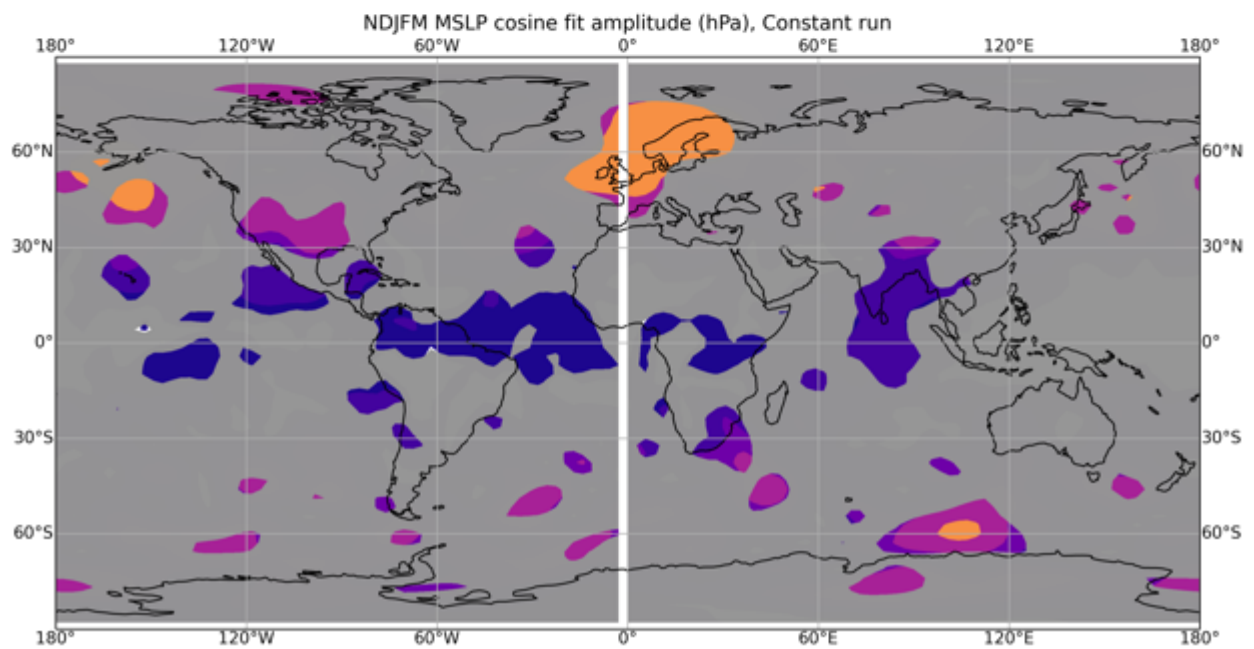 NDJFM MSLP cosine fit amplitude (hPa), Constant run
180° 120°W 60°W 0° 60°E 120°E 180°
60°N 60°N
30°N 30°N
0° 0°
30°S 30°S
60°S 60°S
180° 120°W 60°W 0° 60°E 120°E 180°